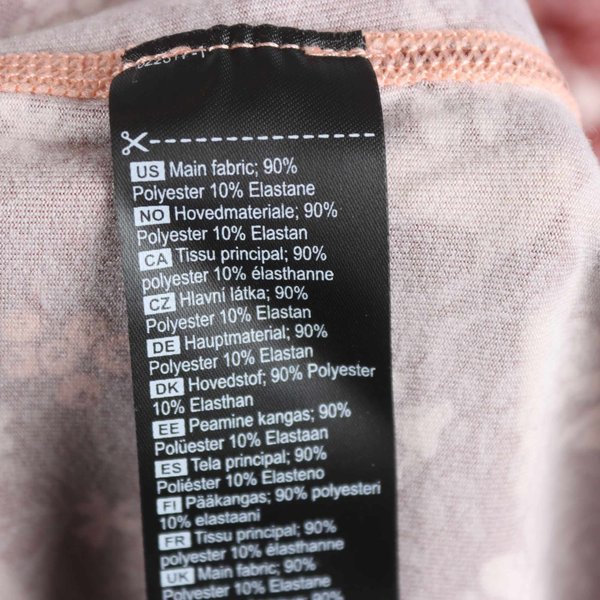 US Main fabric; 90%
Polyester 10% Elastane
NO Hovedmateriale; 90%
Polyester 10% Elastan
CA Tissu principal; 90%
polyester 10% élasthanne
CZ Hlavní látka; 90%
Polyester 10% Elastan
DE Hauptmaterial; 90%
Polyester 10% Elastan
DK Hovedstof; 90% Polyester
10% Elasthan
EE Peamine kangas; 90%
Polüester 10% Elastaan
ES Tela principal; 90%
Poliéster 10% Elasteno
FI Pääkangas; 90% polyesteri
10% elastaani
FR Tissu principal; 90%
polyester 10% élasthanne
UK Main fabric; 90%
Polyester 10% Elastane
90%